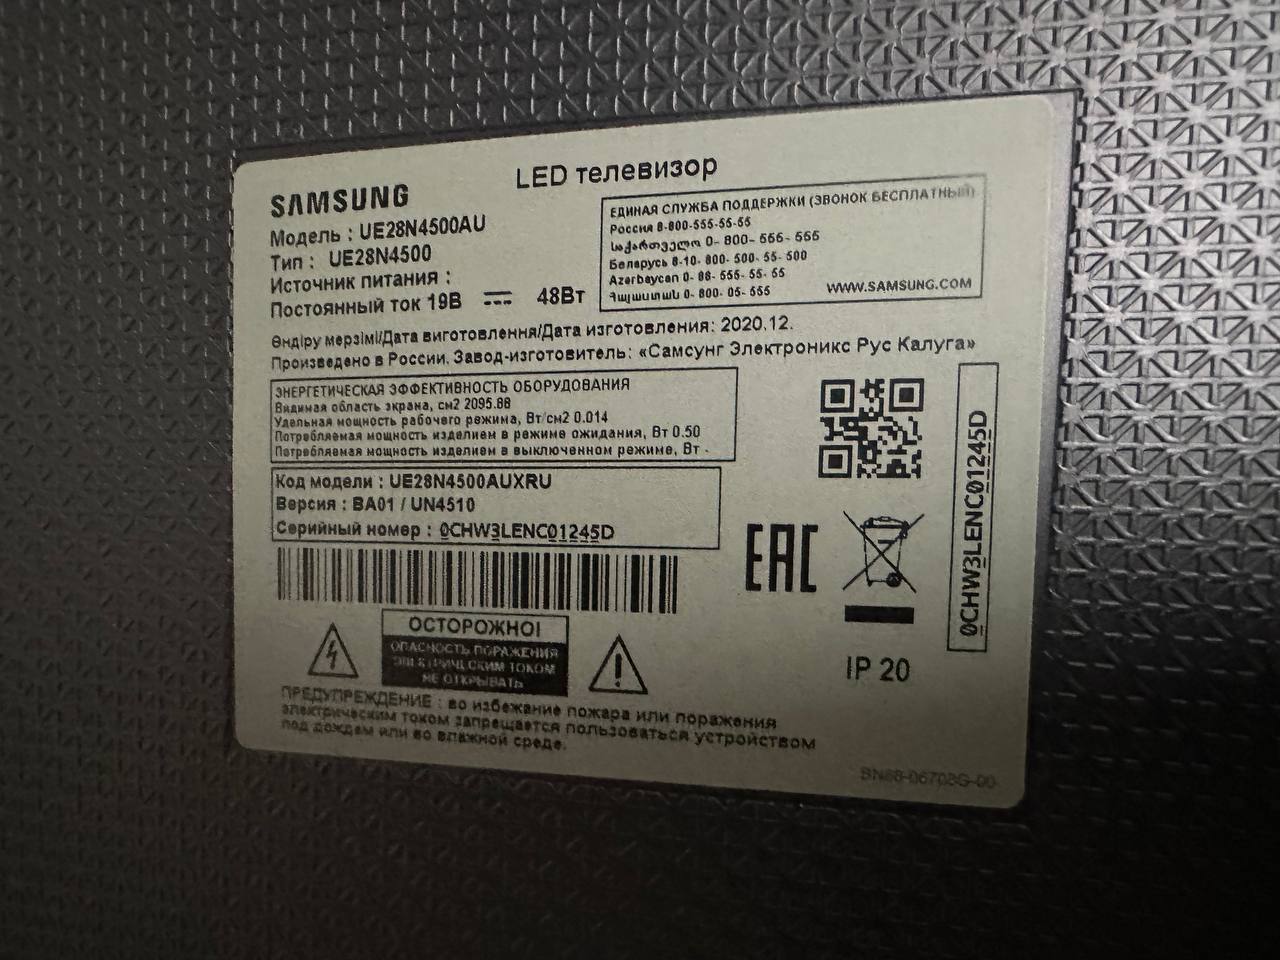 LED телевизор
SAMSUNG
Модель : UE28N4500AU
Тип : UE28N4500
Источник питания :
Постоянный ток 19В 48Вт
ЕДИНАЯ СЛУЖБА ПОДДЕРЖКИ (ЗВОНОК БЕСПЛАТНЫЙ)
Россия 8-800-555-55-55
საქართველო 0- 800- 555- 555
Беларусь 8-10- 800- 500- 55- 500
Azerbaycan 0- 88- 555- 55- 55
Հայաստան 0- 800- 05- 555
WWW.SAMSUNG.COM
Өндіру мерзімі/Дата виготовлення/Дата изготовления: 2020.12.
Произведено в России. Завод-изготовитель: «Самсунг Электроникс Рус Калуга»
ЭНЕРГЕТИЧЕСКАЯ ЭФФЕКТИВНОСТЬ ОБОРУДОВАНИЯ
Видимая область экрана, см2 2095.88
Удельная мощность рабочего режима, Вт/см2 0.014
Потребляемая мощность изделием в режиме ожидания, Вт 0.50
Потребляемая мощность изделием в выключенном режиме, Вт -
Код модели : UE28N4500AUXRU
Версия : BA01 / UN4510
Серийный номер : 0CHW3LENC01245D
0CHW3LENC01245D
EAC
IP 20
ОСТОРОЖНО!
ОПАСНОСТЬ ПОРАЖЕНИЯ
ЭЛЕКТРИЧЕСКИМ ТОКОМ
НЕ ОТКРЫВАТЬ
ПРЕДУПРЕЖДЕНИЕ : во избежание пожара или поражения
электрическим током запрещается пользоваться устройством
под дождем или во влажной среде.
BN68-06708G-00